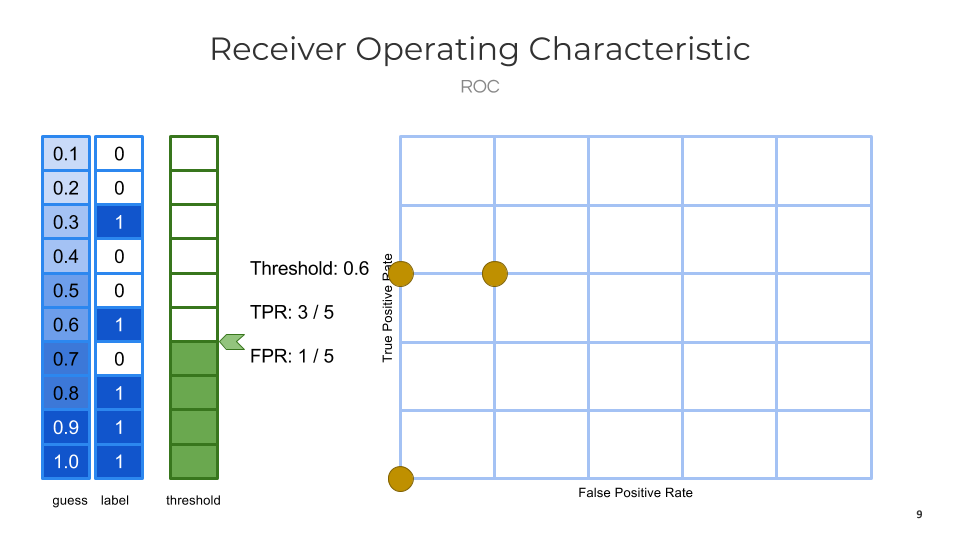 Receiver Operating Characteristic
ROC
0.1 0
0.2 0
0.3 1
0.4 0
0.5 0
0.6 1
0.7 0
0.8 1
0.9 1
1.0 1
guess label threshold
Threshold: 0.6
TPR: 3 / 5
FPR: 1 / 5
True Positive Rate
False Positive Rate
9